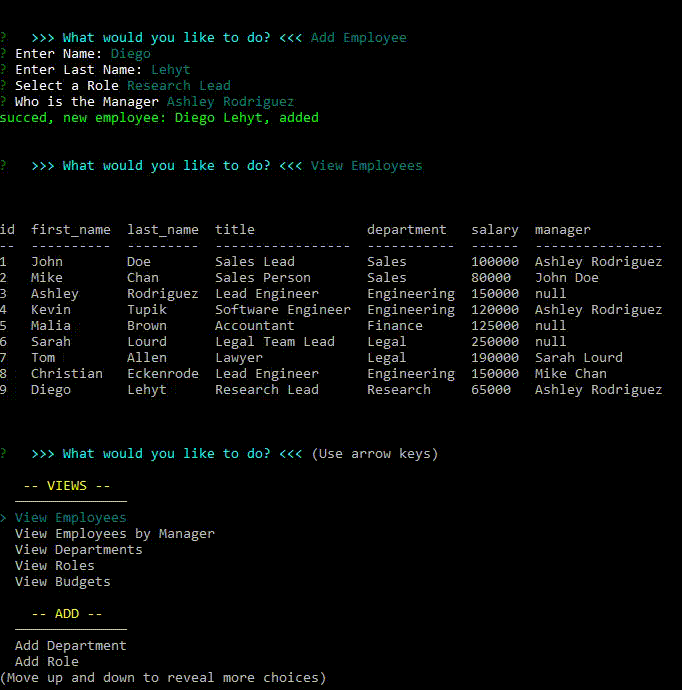 ?   >>> What would you like to do? <<< Add Employee
? Enter Name: Diego
? Enter Last Name: Lehyt
? Select a Role Research Lead
? Who is the Manager Ashley Rodriguez
succed, new employee: Diego Lehyt, added
?   >>> What would you like to do? <<< View Employees
id  first_name  last_name  title              department   salary  manager
--  ----------  ---------  -----------------  -----------  ------  ----------------
1   John        Doe        Sales Lead         Sales        100000  Ashley Rodriguez
2   Mike        Chan       Sales Person       Sales        80000   John Doe
3   Ashley      Rodriguez  Lead Engineer      Engineering  150000  null
4   Kevin       Tupik      Software Engineer  Engineering  120000  Ashley Rodriguez
5   Malia       Brown      Accountant         Finance      125000  null
6   Sarah       Lourd      Legal Team Lead    Legal        250000  null
7   Tom         Allen      Lawyer             Legal        190000  Sarah Lourd
8   Christian   Eckenrode  Lead Engineer      Engineering  150000  Mike Chan
9   Diego       Lehyt      Research Lead      Research     65000   Ashley Rodriguez
?   >>> What would you like to do? <<< (Use arrow keys)
-- VIEWS --
──────────────
> View Employees
View Employees by Manager
View Departments
View Roles
View Budgets
-- ADD --
──────────────
Add Department
Add Role
(Move up and down to reveal more choices)